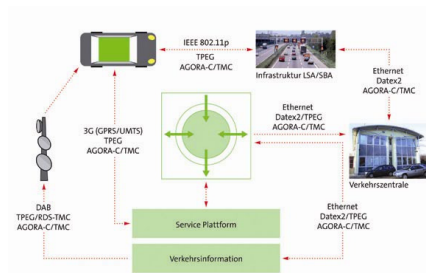 IEEE 802.11p
TPEG
AGORA-C/TMC
Infrastruktur LSA/SBA
Ethernet
Datex2
AGORA-C/TMC
3G (GPRS/UMTS)
TPEG
AGORA-C/TMC
Ethernet
Datex2/TPEG
AGORA-C/TMC
Verkehrszentrale
DAB
TPEG/RDS-TMC
AGORA-C/TMC
Ethernet
Datex2/TPEG
AGORA-C/TMC
Service Plattform
Verkehrsinformation